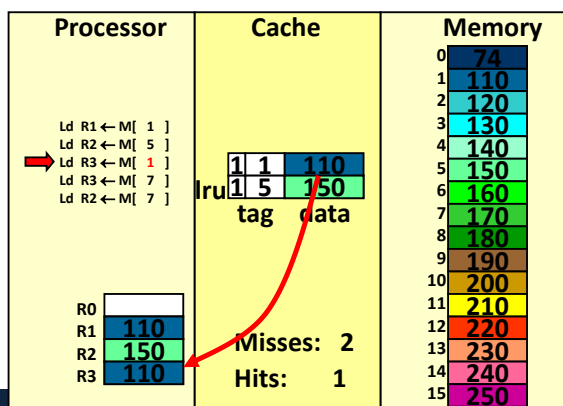 Processor
Ld R1 ← M[ 1 ]
Ld R2 ← M[ 5 ]
Ld R3 ← M[ 1 ]
Ld R3 ← M[ 7 ]
Ld R2 ← M[ 7 ]
R0
R1 110
R2 150
R3 110
Cache
1 1 110
lru 1 5 150
tag data
Misses: 2
Hits: 1
Memory
0 74
1 110
2 120
3 130
4 140
5 150
6 160
7 170
8 180
9 190
10 200
11 210
12 220
13 230
14 240
15 250